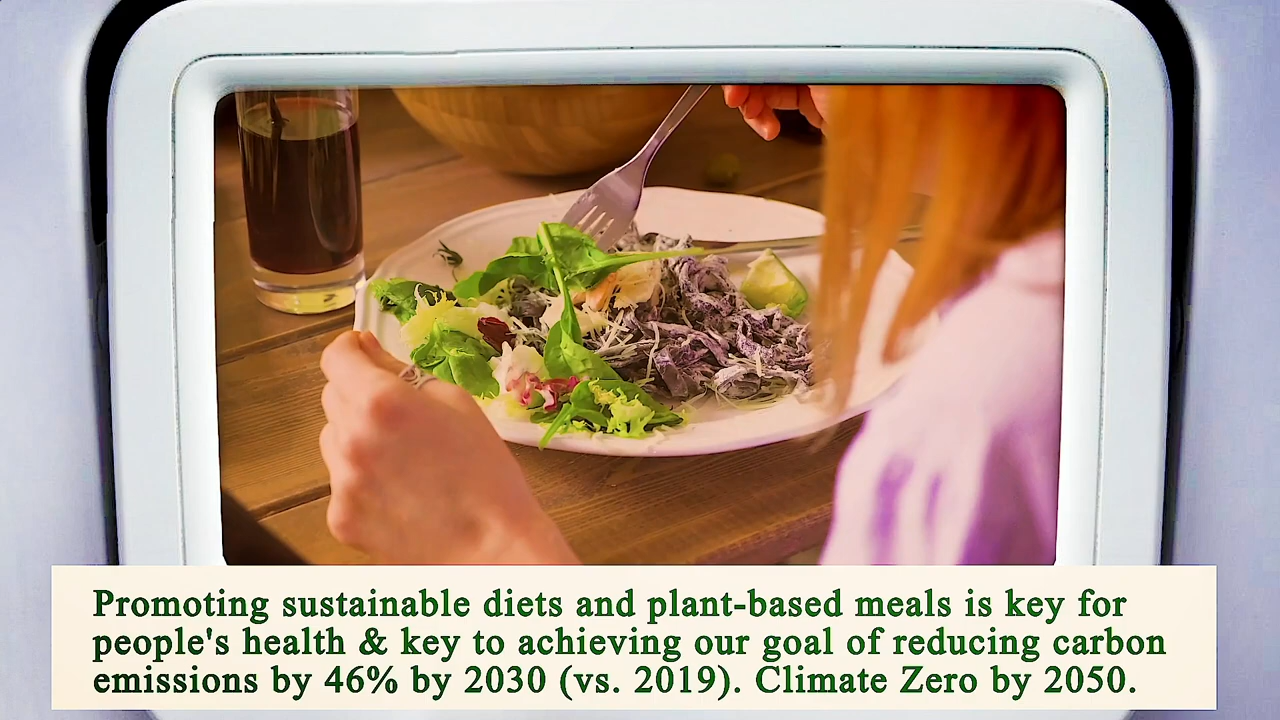 Promoting sustainable diets and plant-based meals is key for
people's health & key to achieving our goal of reducing carbon
emissions by 46% by 2030 (vs. 2019). Climate Zero by 2050.